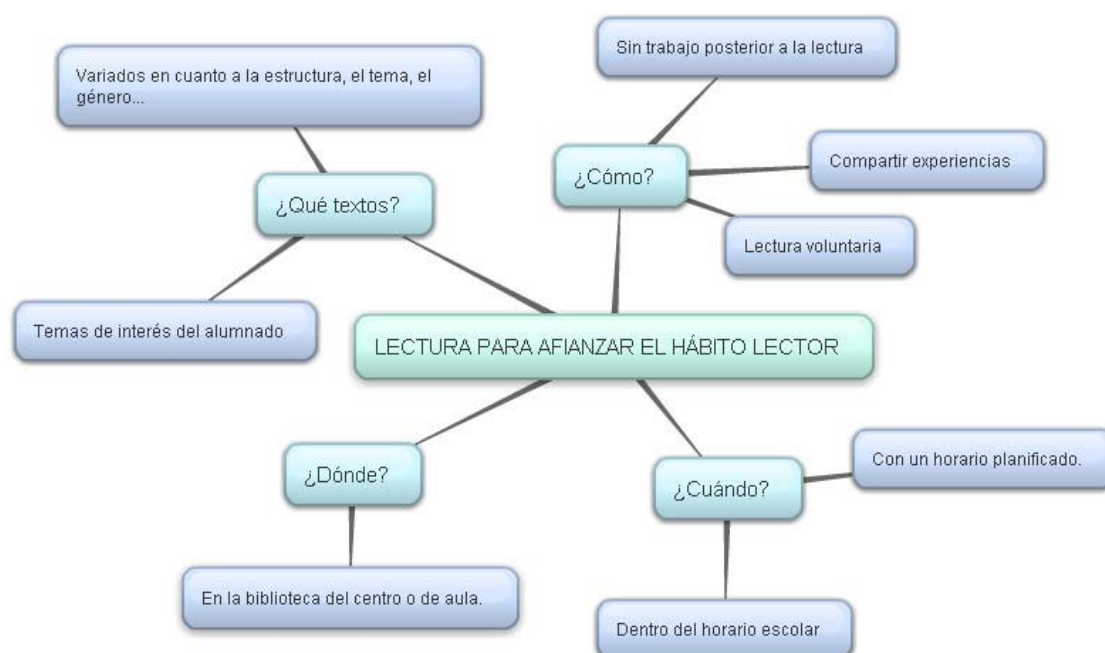 Sin trabajo posterior a la lectura
Variados en cuanto a la estructura, el tema, el
género...
¿Cómo?
Compartir experiencias
¿Qué textos?
Lectura voluntaria
Temas de interés del alumnado
LECTURA PARA AFIANZAR EL HÁBITO LECTOR
¿Dónde?
Con un horario planificado.
¿Cuándo?
En la biblioteca del centro o de aula.
Dentro del horario escolar